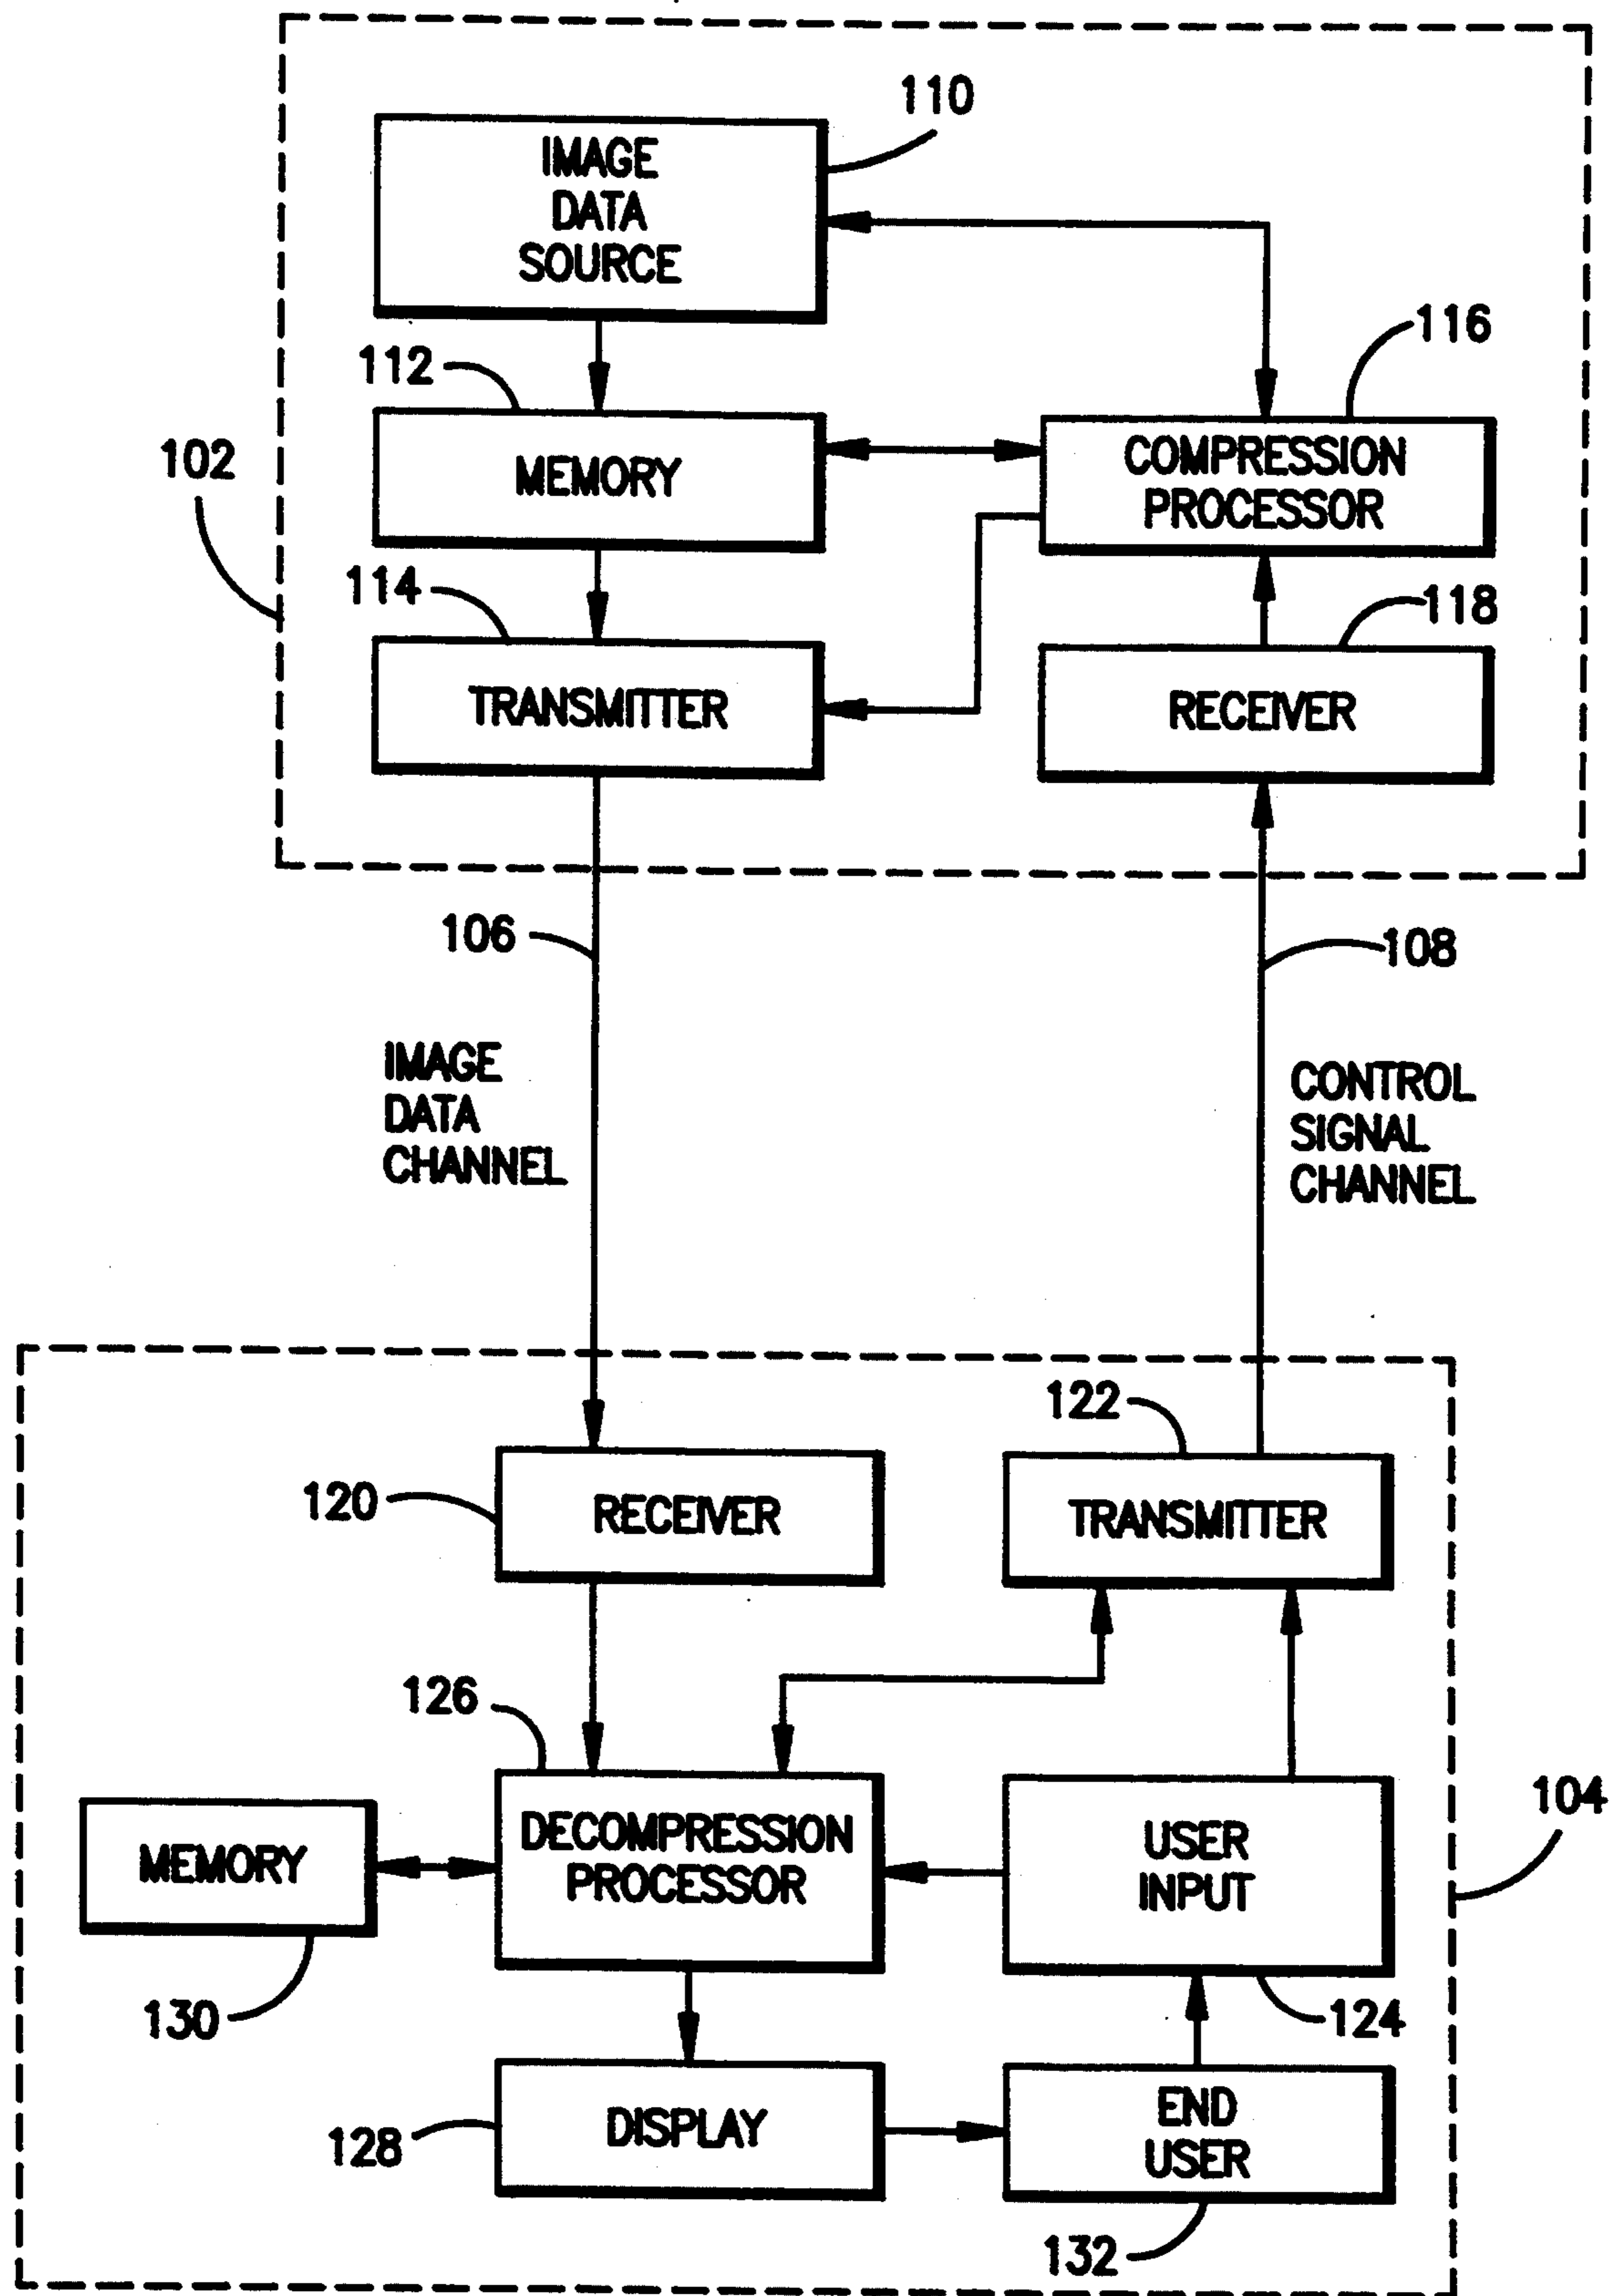 110
IMAGE
DATA
SOURCE
116
112
102
MEMORY
COMPRESSION
PROCESSOR
114
118
TRANSMITTER
RECEIVER
106
108
IMAGE
DATA
CHANNEL
CONTROL
SIGNAL
CHANNEL
122
120
RECEIVER
TRANSMITTER
126
104
MEMORY
DECOMPRESSION
PROCESSOR
USER
INPUT
130
124
128
DISPLAY
END
USER
132